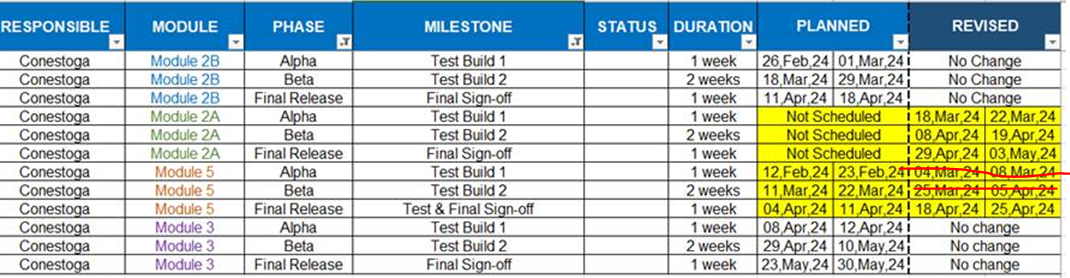 RESPONSIBLE MODULE PHASE MILESTONE STATUS DURATION PLANNED REVISED
Conestoga Module 2B Alpha Test Build 1 1 week 26,Feb,24 01,Mar,24 No Change
Conestoga Module 2B Beta Test Build 2 2 weeks 18,Mar,24 29,Mar,24 No Change
Conestoga Module 2B Final Release Final Sign-off 1 week 11,Apr,24 18,Apr,24 No Change
Conestoga Module 2A Alpha Test Build 1 1 week Not Scheduled 18,Mar,24 22,Mar,24
Conestoga Module 2A Beta Test Build 2 2 weeks Not Scheduled 08,Apr,24 19,Apr,24
Conestoga Module 2A Final Release Final Sign-off 1 week Not Scheduled 29,Apr,24 03,May,24
Conestoga Module 5 Alpha Test Build 1 1 week 12,Feb,24 23,Feb,24 04,Mar,24 08,Mar,24
Conestoga Module 5 Beta Test Build 2 2 weeks 11,Mar,24 22,Mar,24 25,Mar,24 05,Apr,24
Conestoga Module 5 Final Release Test & Final Sign-off 1 week 04,Apr,24 11,Apr,24 18,Apr,24 25,Apr,24
Conestoga Module 3 Alpha Test Build 1 1 week 08,Apr,24 12,Apr,24 No change
Conestoga Module 3 Beta Test Build 2 2 weeks 29,Apr,24 10,May,24 No change
Conestoga Module 3 Final Release Final Sign-off 1 week 23,May,24 30,May,24 No change